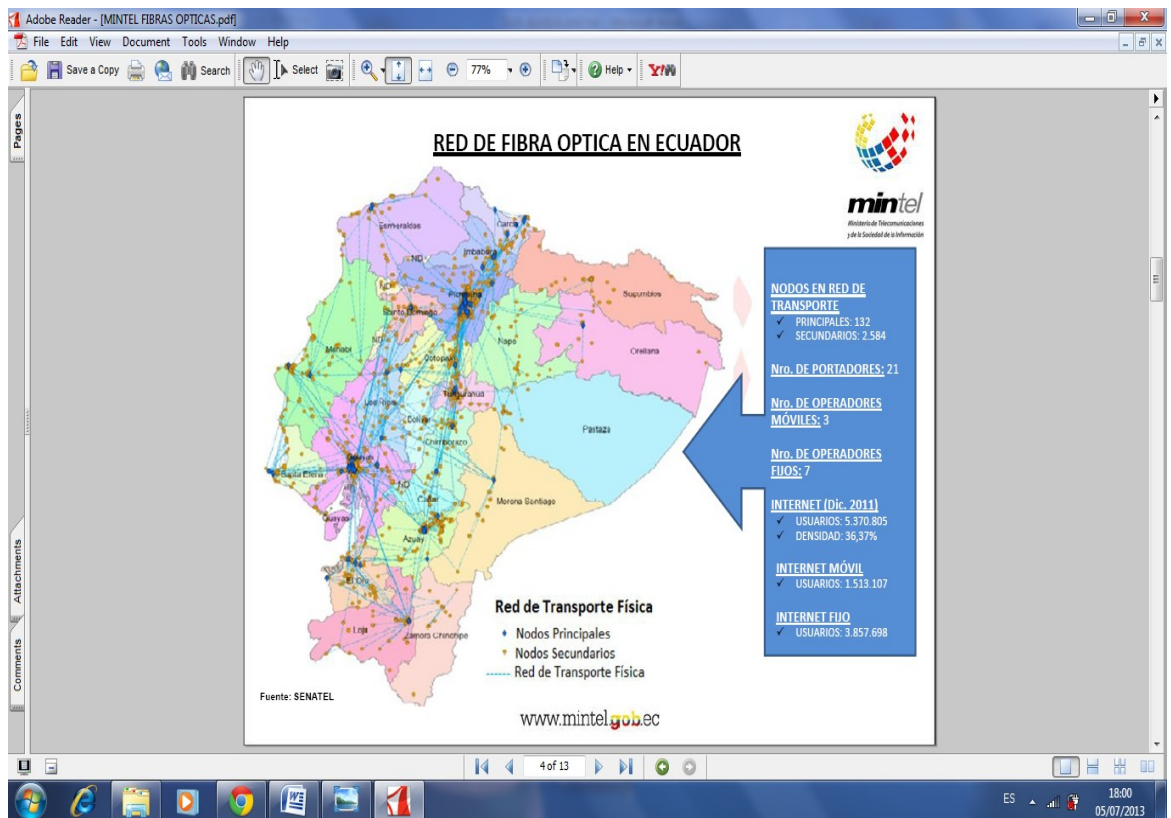 Adobe Reader - [MINTEL FIBRAS OPTICAS.pdf]
File Edit View Document Tools Window Help
Save a Copy Search Select 77% Help
Pages
Attachments
Comments
RED DE FIBRA OPTICA EN ECUADOR
mintel
Ministerio de Telecomunicaciones
y de la Sociedad de la Información
Esmeraldas
Carchi
Imbabura
ND
ND
Pichincha
Sucumbios
Santo Domingo
ND
Manabi
Napo
Orellana
Cotopaxi
Tungurahua
Los Rios
Bolivar
Pastaza
Chimborazo
Guayas
Santa Elena
ND
Cañar
Morona Santiago
Guayas
Azuay
El Oro
Loja
Zamora Chinchipe
NODOS EN RED DE
TRANSPORTE
✓ PRINCIPALES: 132
✓ SECUNDARIOS: 2.584
Nro. DE PORTADORES: 21
Nro. DE OPERADORES
MÓVILES: 3
Nro. DE OPERADORES
FIJOS: 7
INTERNET (Dic. 2011)
✓ USUARIOS: 5.370.805
✓ DENSIDAD: 36,37%
INTERNET MÓVIL
✓ USUARIOS: 1.513.107
INTERNET FIJO
✓ USUARIOS: 3.857.698
Red de Transporte Física
Nodos Principales
Nodos Secundarios
Red de Transporte Física
Fuente: SENATEL
www.mintel.gob.ec
4 of 13
ES
18:00
05/07/2013